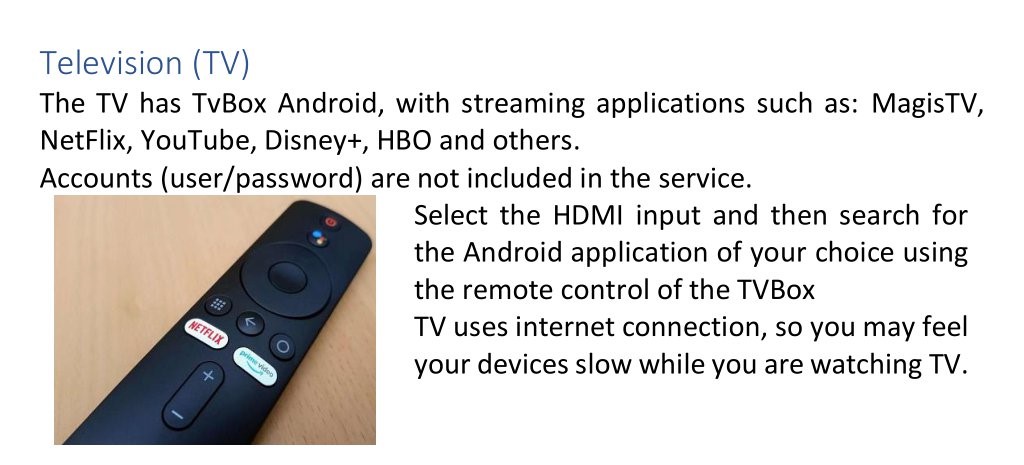 Television (TV)
The TV has TvBox Android, with streaming applications such as: MagisTV,
NetFlix, YouTube, Disney+, HBO and others.
Accounts (user/password) are not included in the service.
Select the HDMI input and then search for
the Android application of your choice using
the remote control of the TVBox
TV uses internet connection, so you may feel
your devices slow while you are watching TV.
NETFLIX
prime video
+
−